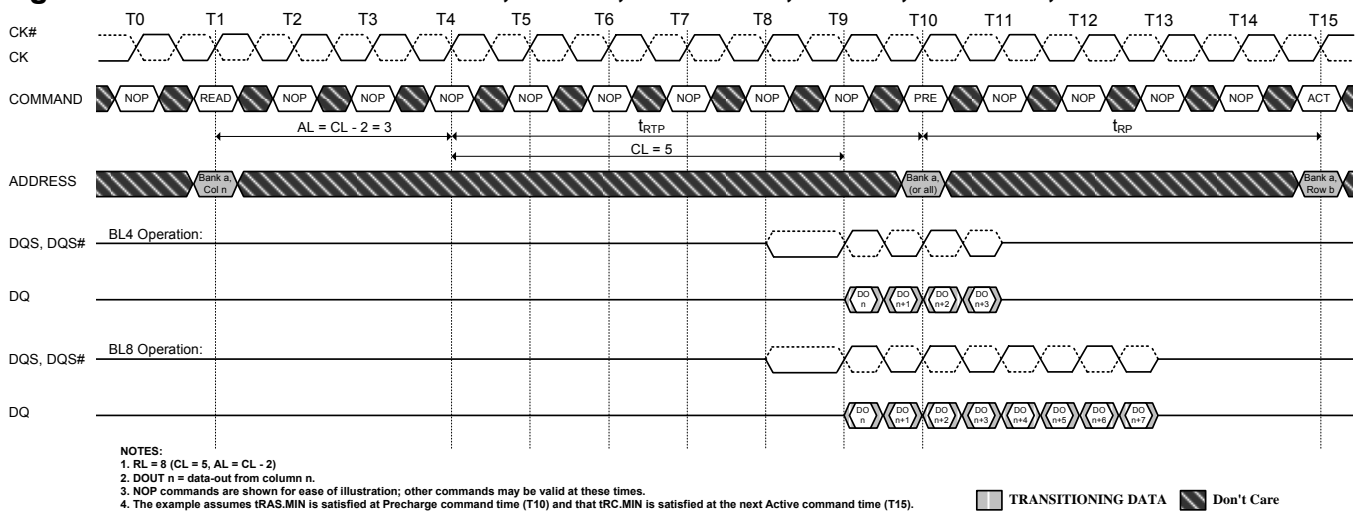 T0 T1 T2 T3 T4 T5 T6 T7 T8 T9 T10 T11 T12 T13 T14 T15
CK#
CK
COMMAND NOP READ NOP NOP NOP NOP NOP NOP NOP NOP PRE NOP NOP NOP NOP ACT
AL = CL - 2 = 3 tRTP tRP
CL = 5
ADDRESS Bank a, Col n Bank a, (or all) Bank a, Row b
BL4 Operation:
DQS, DQS#
DQ DO n DO n+1 DO n+2 DO n+3
BL8 Operation:
DQS, DQS#
DQ DO n DO n+1 DO n+2 DO n+3 DO n+4 DO n+5 DO n+6 DO n+7
NOTES:
1. RL = 8 (CL = 5, AL = CL - 2)
2. DOUT n = data-out from column n.
3. NOP commands are shown for ease of illustration; other commands may be valid at these times.
4. The example assumes tRAS.MIN is satisfied at Precharge command time (T10) and that tRC.MIN is satisfied at the next Active command time (T15).
TRANSITIONING DATA Don't Care